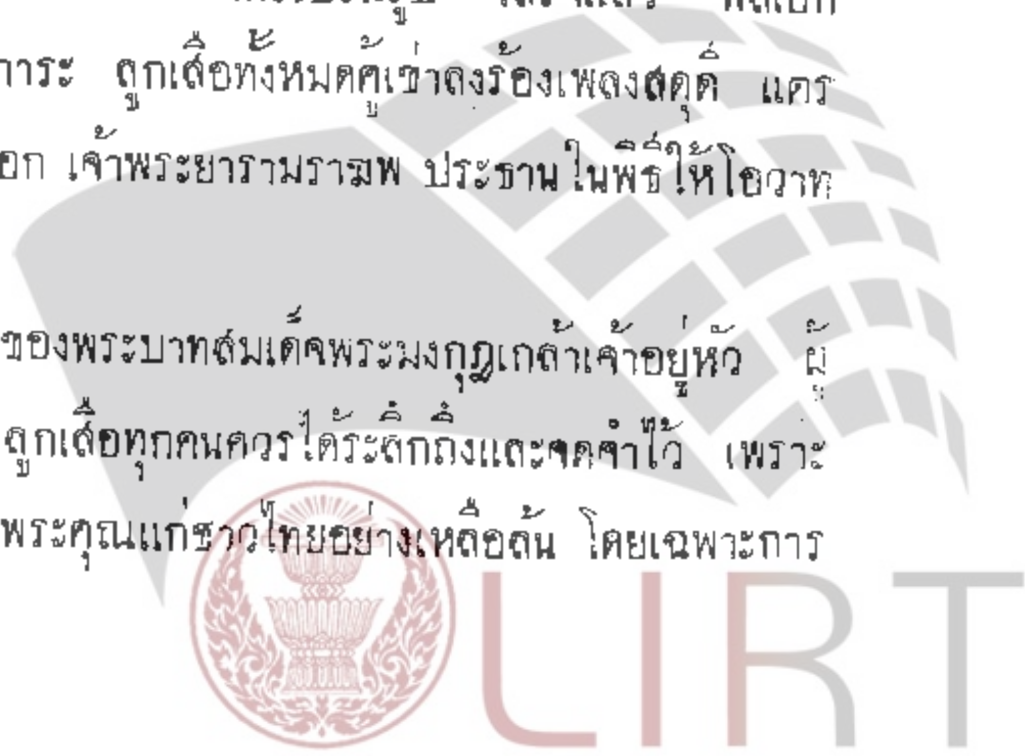 การะ ลูกเสือทั้งหมดคู้เข่าลงร้องเพลงสดุดี แตร
อก เจ้าพระยารามราฆพ ประธานในพิธีให้โอวาท
ของพระบาทสมเด็จพระมงกุฎเกล้าเจ้าอยู่หัว ผู้
ลูกเสือทุกคนควรได้ระลึกถึงและจดจำไว้ เพราะ
พระคุณแก่ชาวไทยอย่างเหลือล้น โดยเฉพาะการ
LIRT